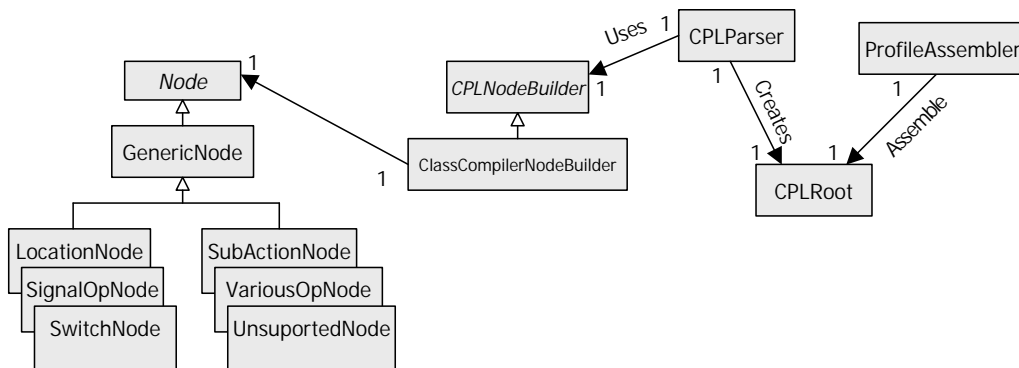 Uses
1
CPLParser
ProfileAssembler
1
Node
CPLNodeBuilder
1
1
1
Creates
Assemble
GenericNode
ClassCompilerNodeBuilder
1
1
1
CPLRoot
LocationNode
SubActionNode
SignalOpNode
VariousOpNode
SwitchNode
UnsuportedNode